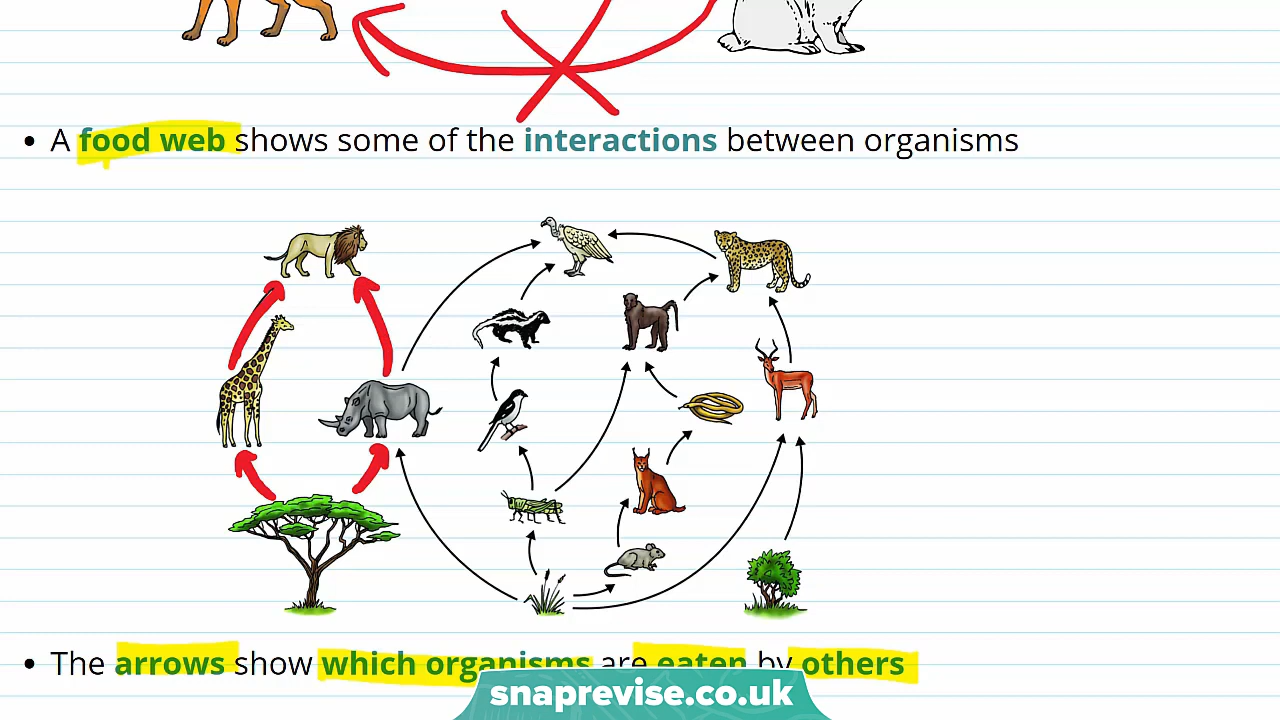 • A food web shows some of the interactions between organisms
• The arrows show which organisms are eaten by others
snaprevise.co.uk